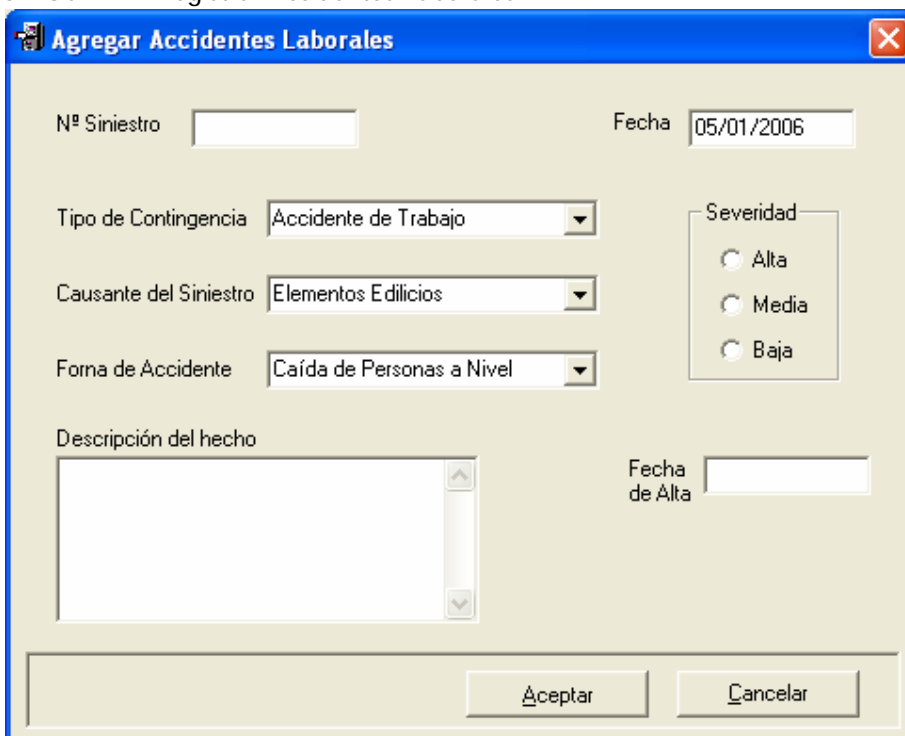 Agregar Accidentes Laborales
Nº Siniestro
Fecha 05/01/2006
Tipo de Contingencia Accidente de Trabajo
Severidad
Alta
Causante del Siniestro Elementos Edilicios
Media
Forna de Accidente Caída de Personas a Nivel
Baja
Descripción del hecho
Fecha
de Alta
Aceptar Cancelar